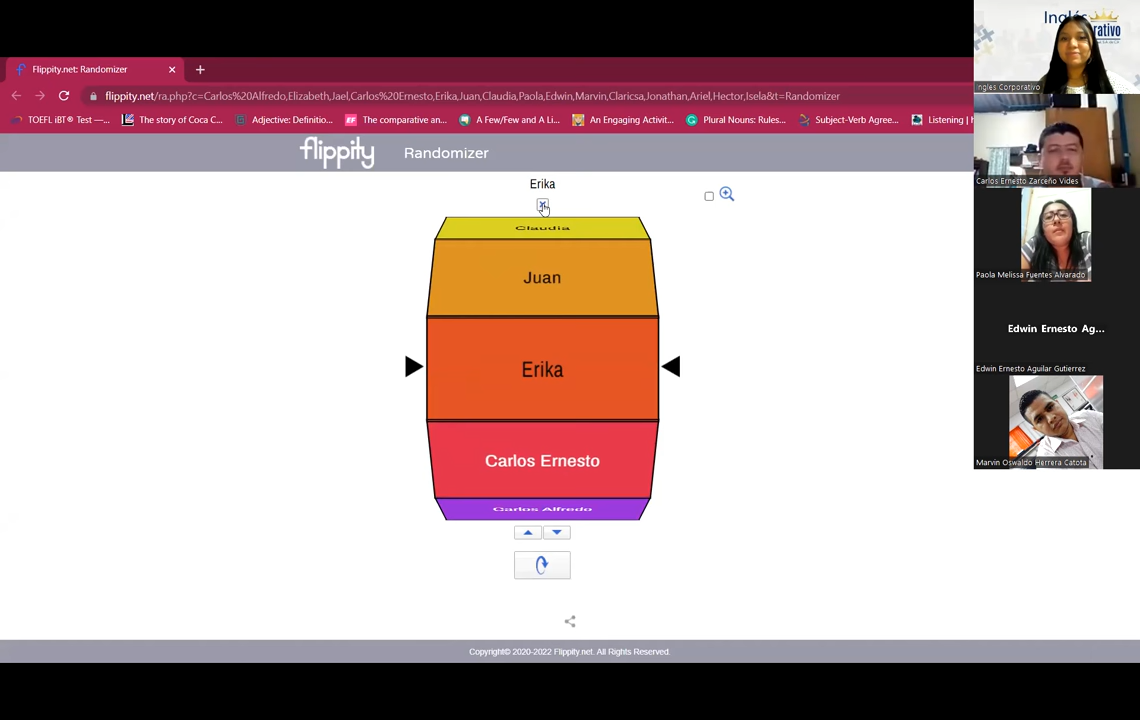 Flippity.net: Randomizer
flippity.net/ra.php?c=Carlos%20Alfredo,Elizabeth,Jael,Carlos%20Ernesto,Erika,Juan,Claudia,Paola,Edwin,Marvin,Claricsa,Jonathan,Ariel,Hector,Isela&t=Randomizer
TOEFL iBT® Test —...
The story of Coca C...
Adjective: Definitio...
EF
The comparative an...
A Few/Few and A Li...
An Engaging Activit...
Plural Nouns: Rules...
Subject-Verb Agree...
Listening |
flippity
Randomizer
Erika
Claudia
Juan
Erika
Carlos Ernesto
Carlos Alfredo
Copyright© 2020-2022 Flippity.net. All Rights Reserved.
Ingles Corporativo
Carlos Ernesto Zarceño Vides
Paola Melissa Fuentes Alvarado
Edwin Ernesto Ag...
Edwin Ernesto Aguilar Gutierrez
Marvin Oswaldo Herrera Catota